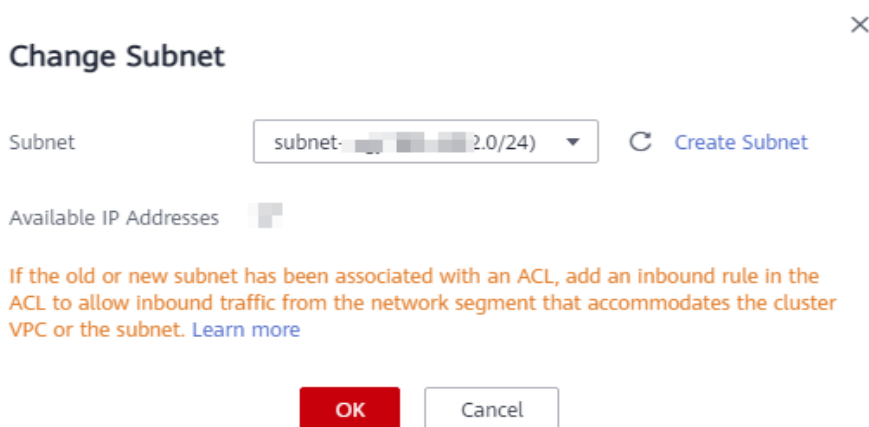 Change Subnet
Subnet subnet- 2.0/24) Create Subnet
Available IP Addresses
If the old or new subnet has been associated with an ACL, add an inbound rule in the
ACL to allow inbound traffic from the network segment that accommodates the cluster
VPC or the subnet. Learn more
OK Cancel